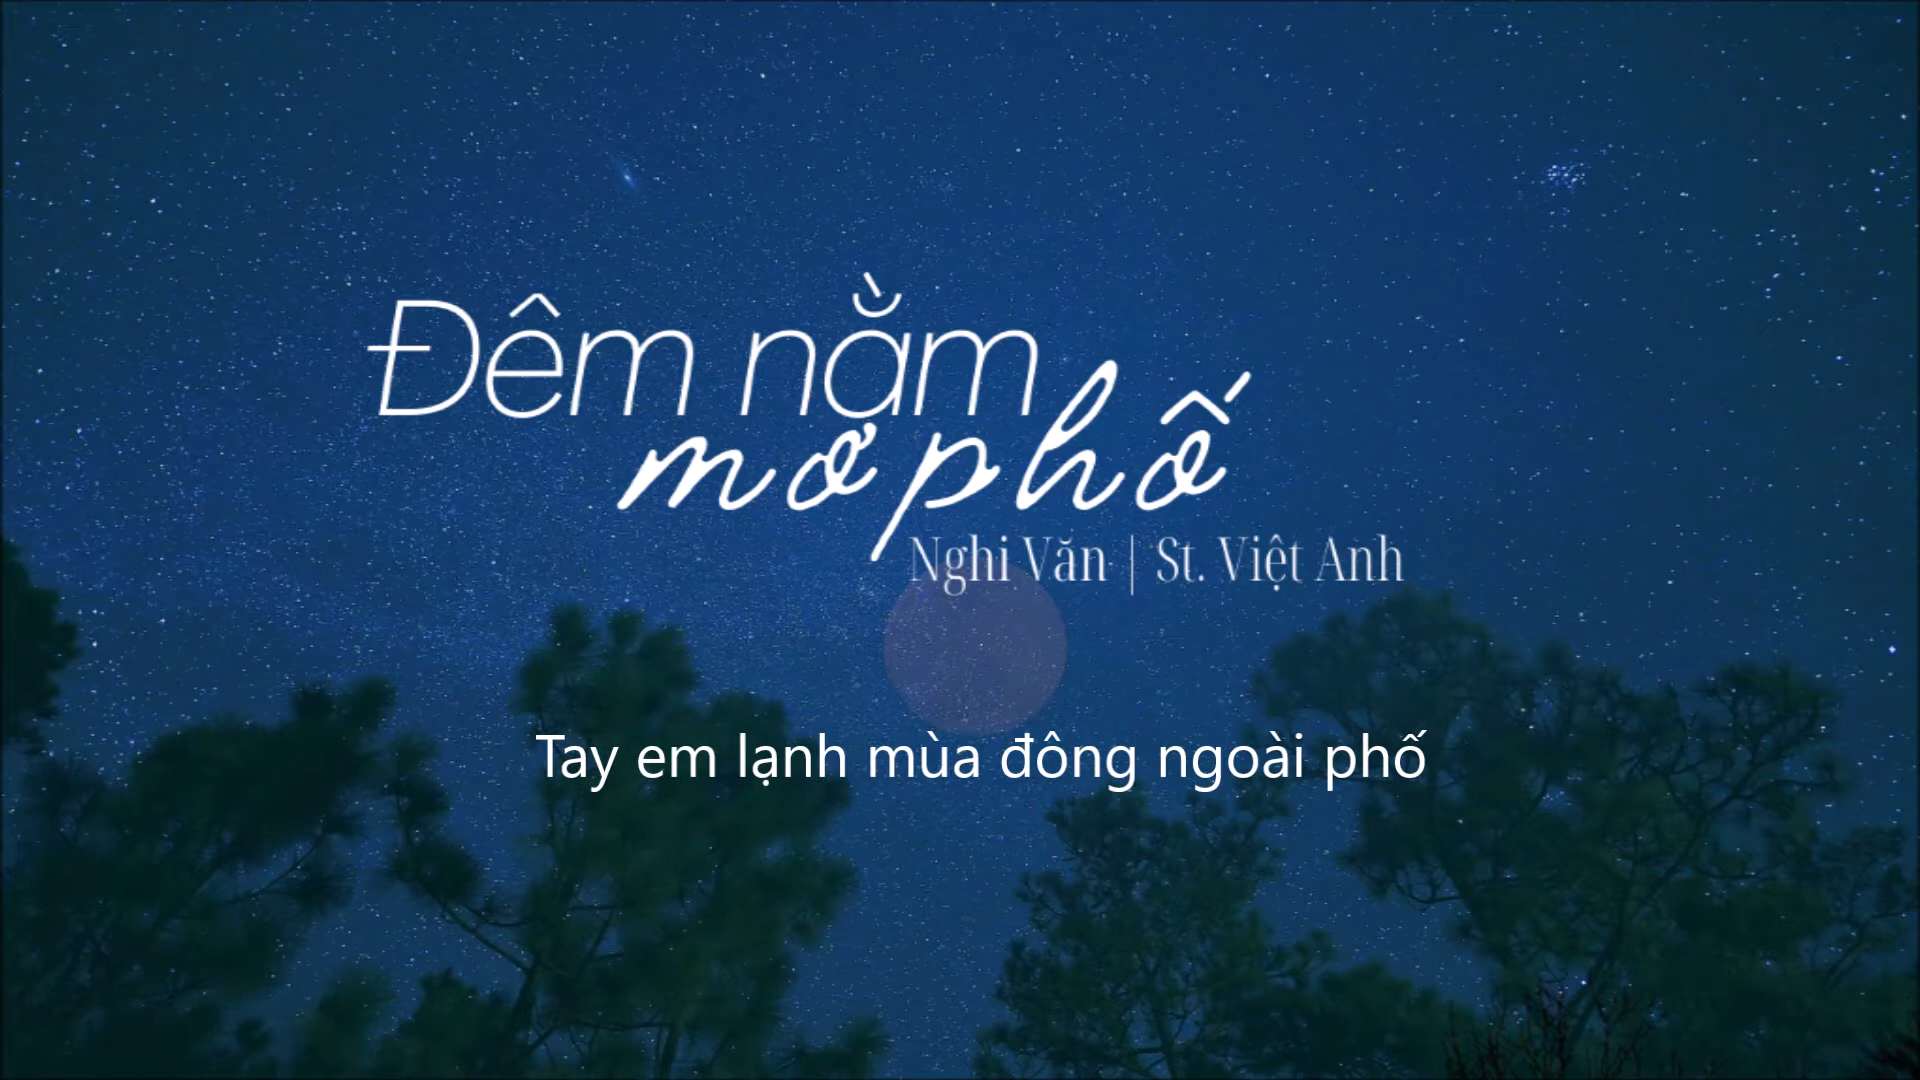 Đêm nằm
mơ phố
Nghi Văn | St. Việt Anh
Tay em lạnh mùa đông ngoài phố